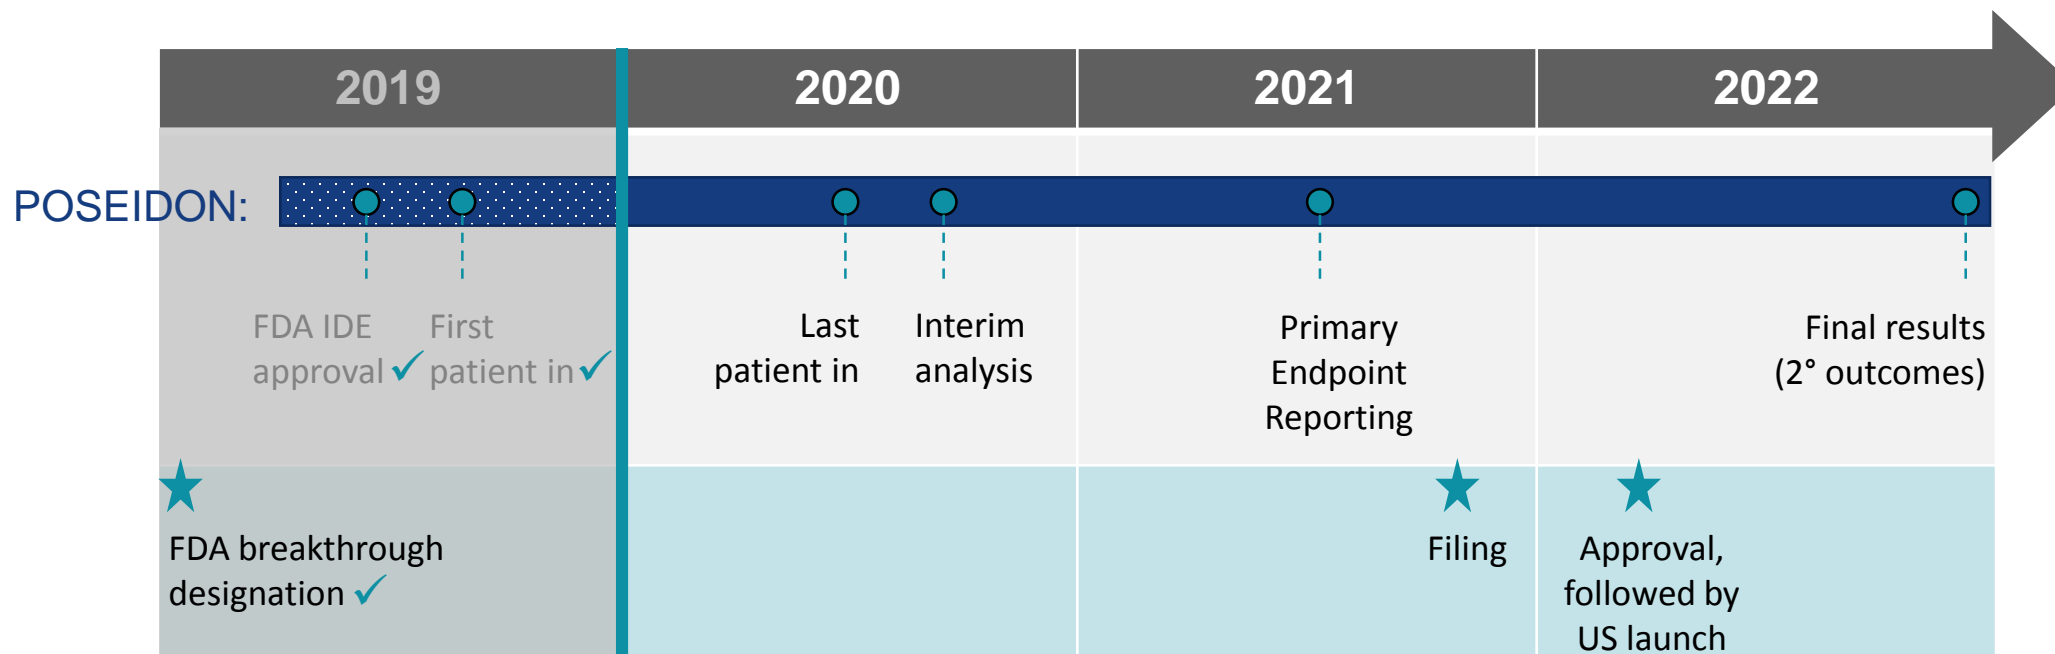 2019
2020
2021
2022
POSEIDON:
FDA IDE
approval ✓
First
patient in ✓
Last
patient in
Interim
analysis
Primary
Endpoint
Reporting
Final results
(2° outcomes)
FDA breakthrough
designation ✓
Filing
Approval,
followed by
US launch